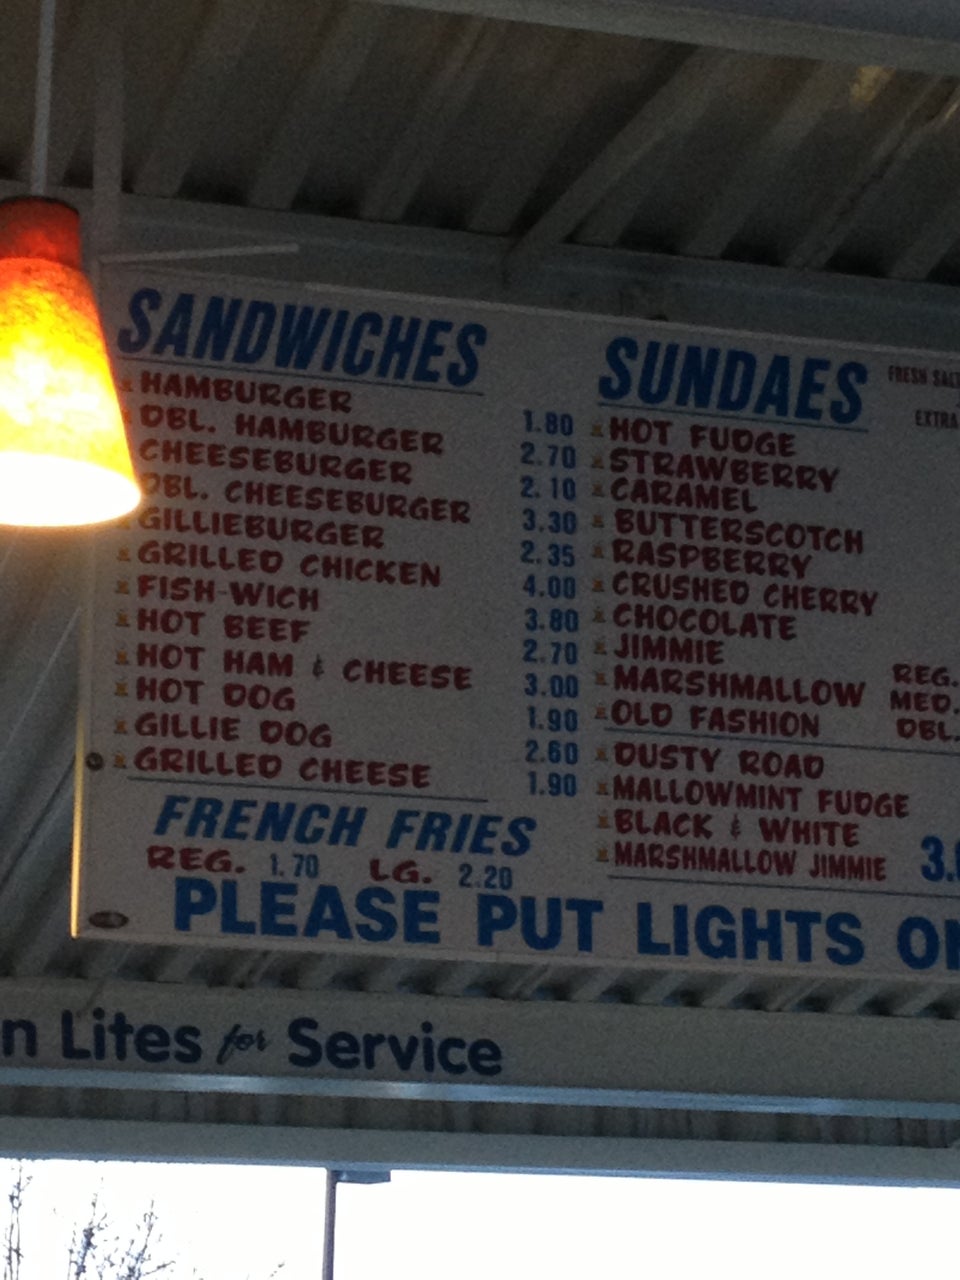 SANDWICHES
HAMBURGER 1.80
DBL. HAMBURGER 2.70
CHEESEBURGER 2.10
DBL. CHEESEBURGER 3.30
GILLIEBURGER 2.35
GRILLED CHICKEN 4.00
FISH-WICH 3.80
HOT BEEF 2.70
HOT HAM & CHEESE 3.00
HOT DOG 1.90
GILLIE DOG 2.60
GRILLED CHEESE 1.90
FRENCH FRIES
REG. 1.70 LG. 2.20
SUNDAES
HOT FUDGE
STRAWBERRY
CARAMEL
BUTTERSCOTCH
RASPBERRY
CRUSHED CHERRY
CHOCOLATE
JIMMIE
MARSHMALLOW
OLD FASHION
REG.
MED.
DBL.
DUSTY ROAD
MALLOWMINT FUDGE
BLACK & WHITE
MARSHMALLOW JIMMIE
FRESH
EXTRA
PLEASE PUT LIGHTS
Lites for Service